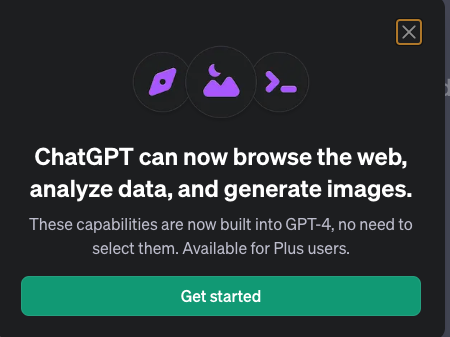 ChatGPT can now browse the web,
analyze data, and generate images.
These capabilities are now built into GPT-4, no need to
select them. Available for Plus users.
Get started